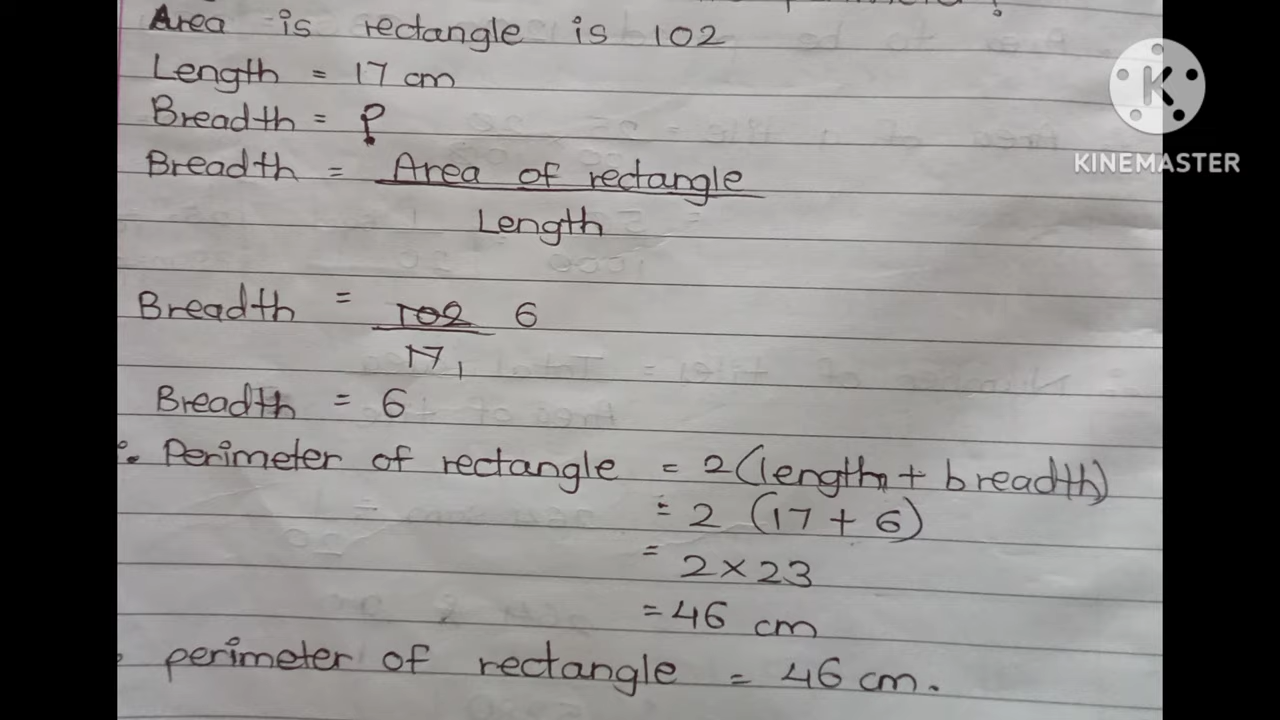 Area is rectangle is 102
Length = 17 cm
Breadth = ?
Breadth = Area of rectangle
Length
Breadth = 102 6
17 1
Breadth = 6
∴ Perimeter of rectangle = 2(length + breadth)
= 2 (17 + 6)
= 2 × 23
= 46 cm
perimeter of rectangle = 46 cm.
K
KINEMASTER